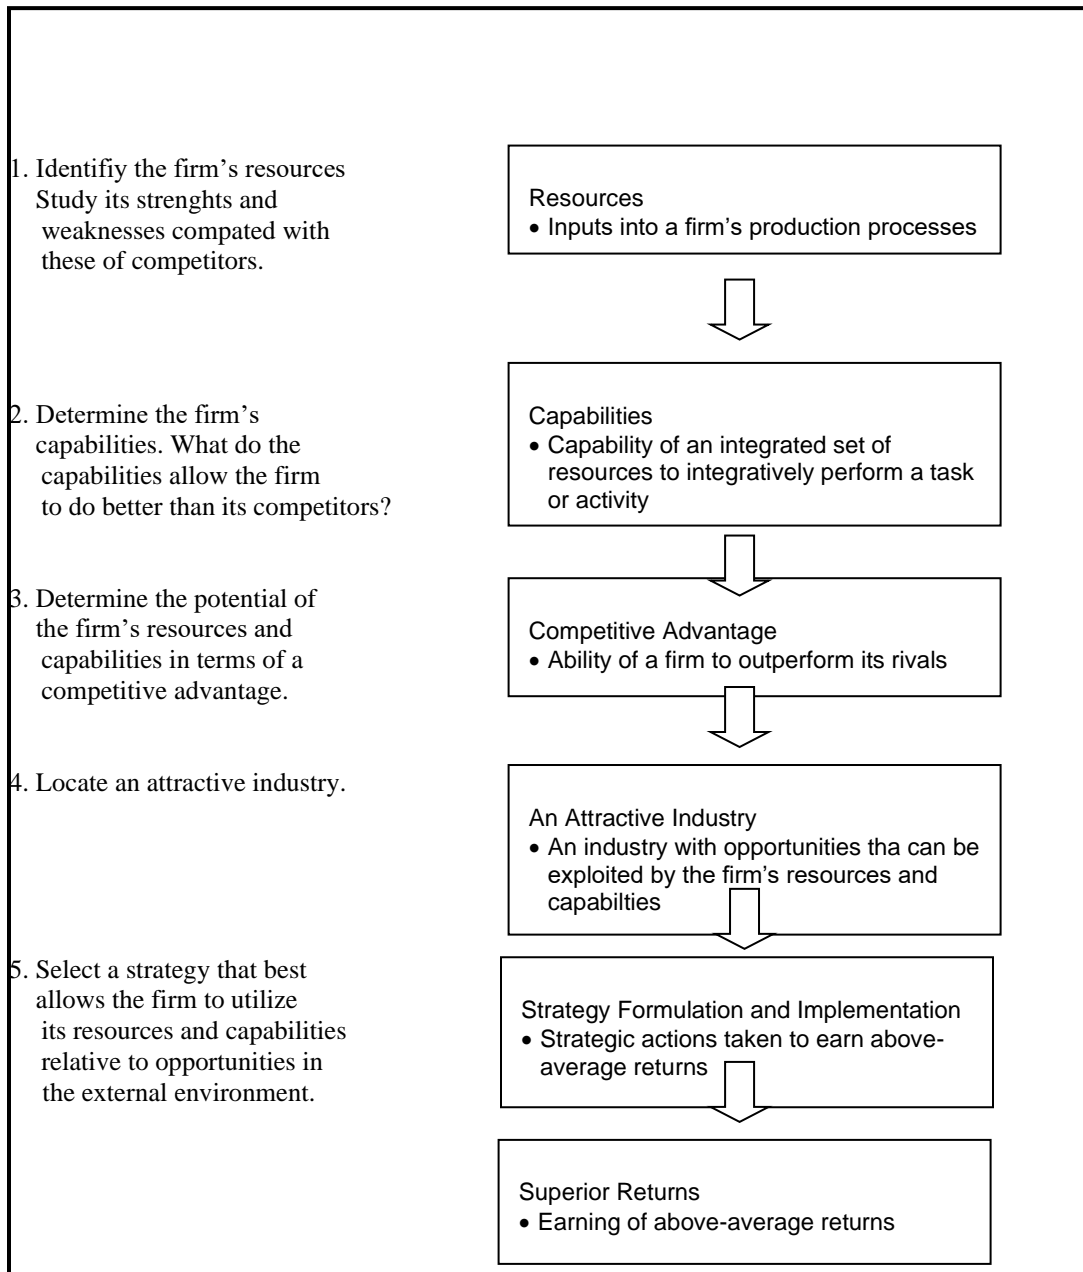 1. Identifiy the firm’s resources
Study its strenghts and
weaknesses compated with
these of competitors.
Resources
• Inputs into a firm’s production processes
2. Determine the firm’s
capabilities. What do the
capabilities allow the firm
to do better than its competitors?
Capabilities
• Capability of an integrated set of
resources to integratively perform a task
or activity
3. Determine the potential of
the firm’s resources and
capabilities in terms of a
competitive advantage.
Competitive Advantage
• Ability of a firm to outperform its rivals
4. Locate an attractive industry.
An Attractive Industry
• An industry with opportunities tha can be
exploited by the firm’s resources and
capabilties
5. Select a strategy that best
allows the firm to utilize
its resources and capabilities
relative to opportunities in
the external environment.
Strategy Formulation and Implementation
• Strategic actions taken to earn above-
average returns
Superior Returns
• Earning of above-average returns